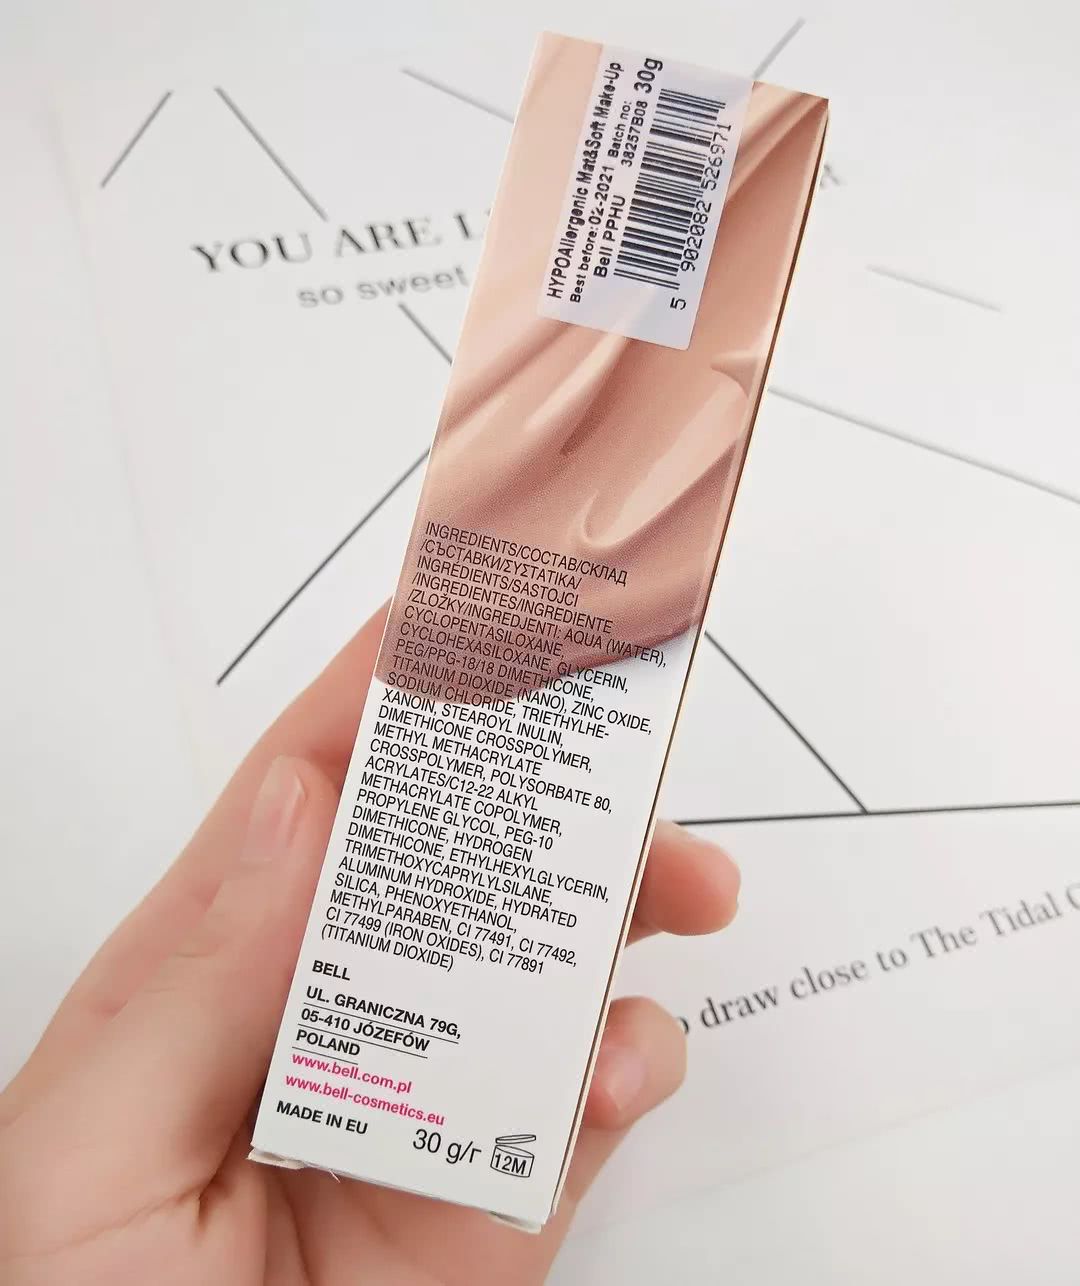 HYPOAllergenic Mat&Soft Make-Up
Best before: 02-2021 Batch no:
Bell PPHU 38257B08 30g
5 902082 526971
YOU ARE L
so sweet
INGREDIENTS/СОСТАВ/СКЛАД
/СЪСТАВКИ/ΣΥΣΤΑΤΙΚΑ/
INGRÉDIENTS/SASTOJCI
/INGREDIENTES/INGREDIENTE
/ZLOŽKY/INGREDJENTI: AQUA (WATER),
CYCLOPENTASILOXANE,
CYCLOHEXASILOXANE, GLYCERIN,
PEG/PPG-18/18 DIMETHICONE,
TITANIUM DIOXIDE (NANO), ZINC OXIDE,
SODIUM CHLORIDE, TRIETHYLHE-
XANOIN, STEAROYL INULIN,
DIMETHICONE CROSSPOLYMER,
METHYL METHACRYLATE
CROSSPOLYMER, POLYSORBATE 80,
ACRYLATES/C12-22 ALKYL
METHACRYLATE COPOLYMER,
PROPYLENE GLYCOL, PEG-10
DIMETHICONE, HYDROGEN
DIMETHICONE, ETHYLHEXYLGLYCERIN,
TRIMETHOXYCAPRYLYLSILANE,
ALUMINUM HYDROXIDE, HYDRATED
SILICA, PHENOXYETHANOL,
METHYLPARABEN, CI 77491, CI 77492,
CI 77499 (IRON OXIDES), CI 77891
(TITANIUM DIOXIDE)
BELL
UL. GRANICZNA 79G,
05-410 JÓZEFÓW
POLAND
www.bell.com.pl
www.bell-cosmetics.eu
MADE IN EU
30 g/г 12M
draw close to The Tidal